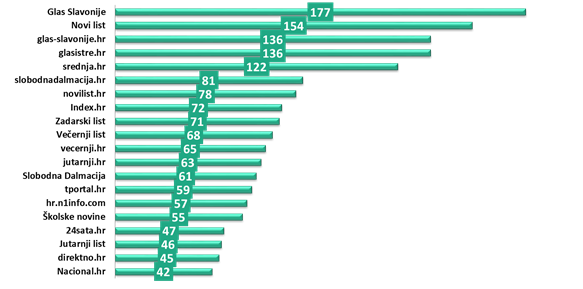 Glas Slavonije 177
Novi list 154
glas-slavonije.hr 136
glasistre.hr 136
srednja.hr 122
slobodnadalmacija.hr 81
novilist.hr 78
Index.hr 72
Zadarski list 71
Večernji list 68
vecernji.hr 65
jutarnji.hr 63
Slobodna Dalmacija 61
tportal.hr 59
hr.n1info.com 57
Školske novine 55
24sata.hr 47
Jutarnji list 46
direktno.hr 45
Nacional.hr 42